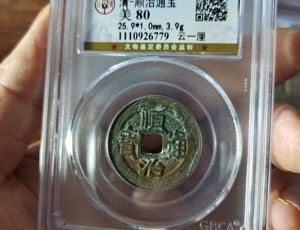 清-顺治通宝
美 80
25.9*1.0mm,3.9g
1110926779 云一厘
★ 文物鉴定委员会监制 ★
順治通寶
GBCA